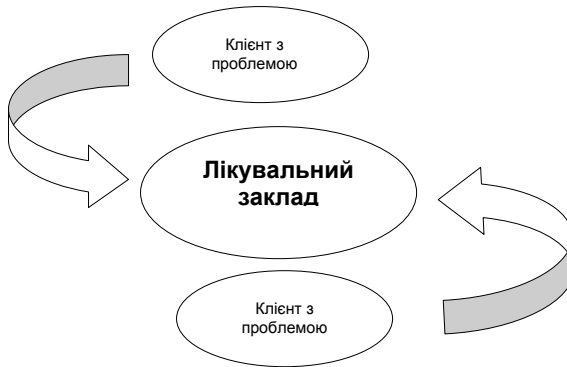 Клієнт з
проблемою
Лікувальний
заклад
Клієнт з
проблемою